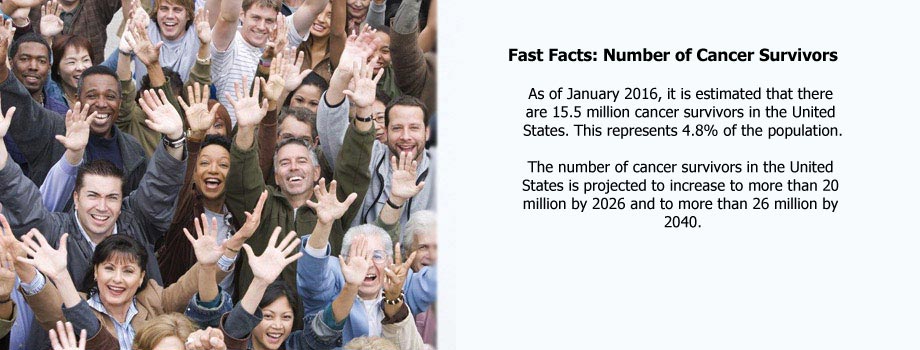 Fast Facts: Number of Cancer Survivors
As of January 2016, it is estimated that there
are 15.5 million cancer survivors in the United
States. This represents 4.8% of the population.
The number of cancer survivors in the United
States is projected to increase to more than 20
million by 2026 and to more than 26 million by
2040.